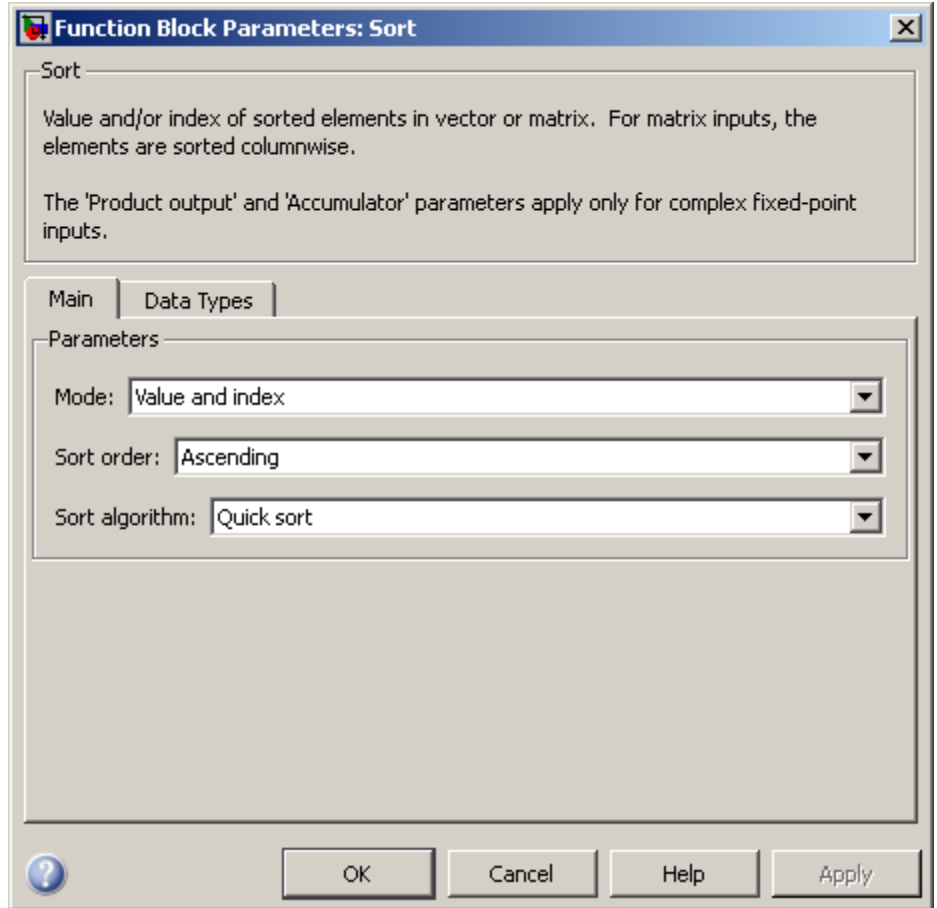 Function Block Parameters: Sort
Sort
Value and/or index of sorted elements in vector or matrix.  For matrix inputs, the
elements are sorted columnwise.
The 'Product output' and 'Accumulator' parameters apply only for complex fixed-point
inputs.
Main
Data Types
Parameters
Mode: Value and index
Sort order: Ascending
Sort algorithm: Quick sort
? OK Cancel Help Apply